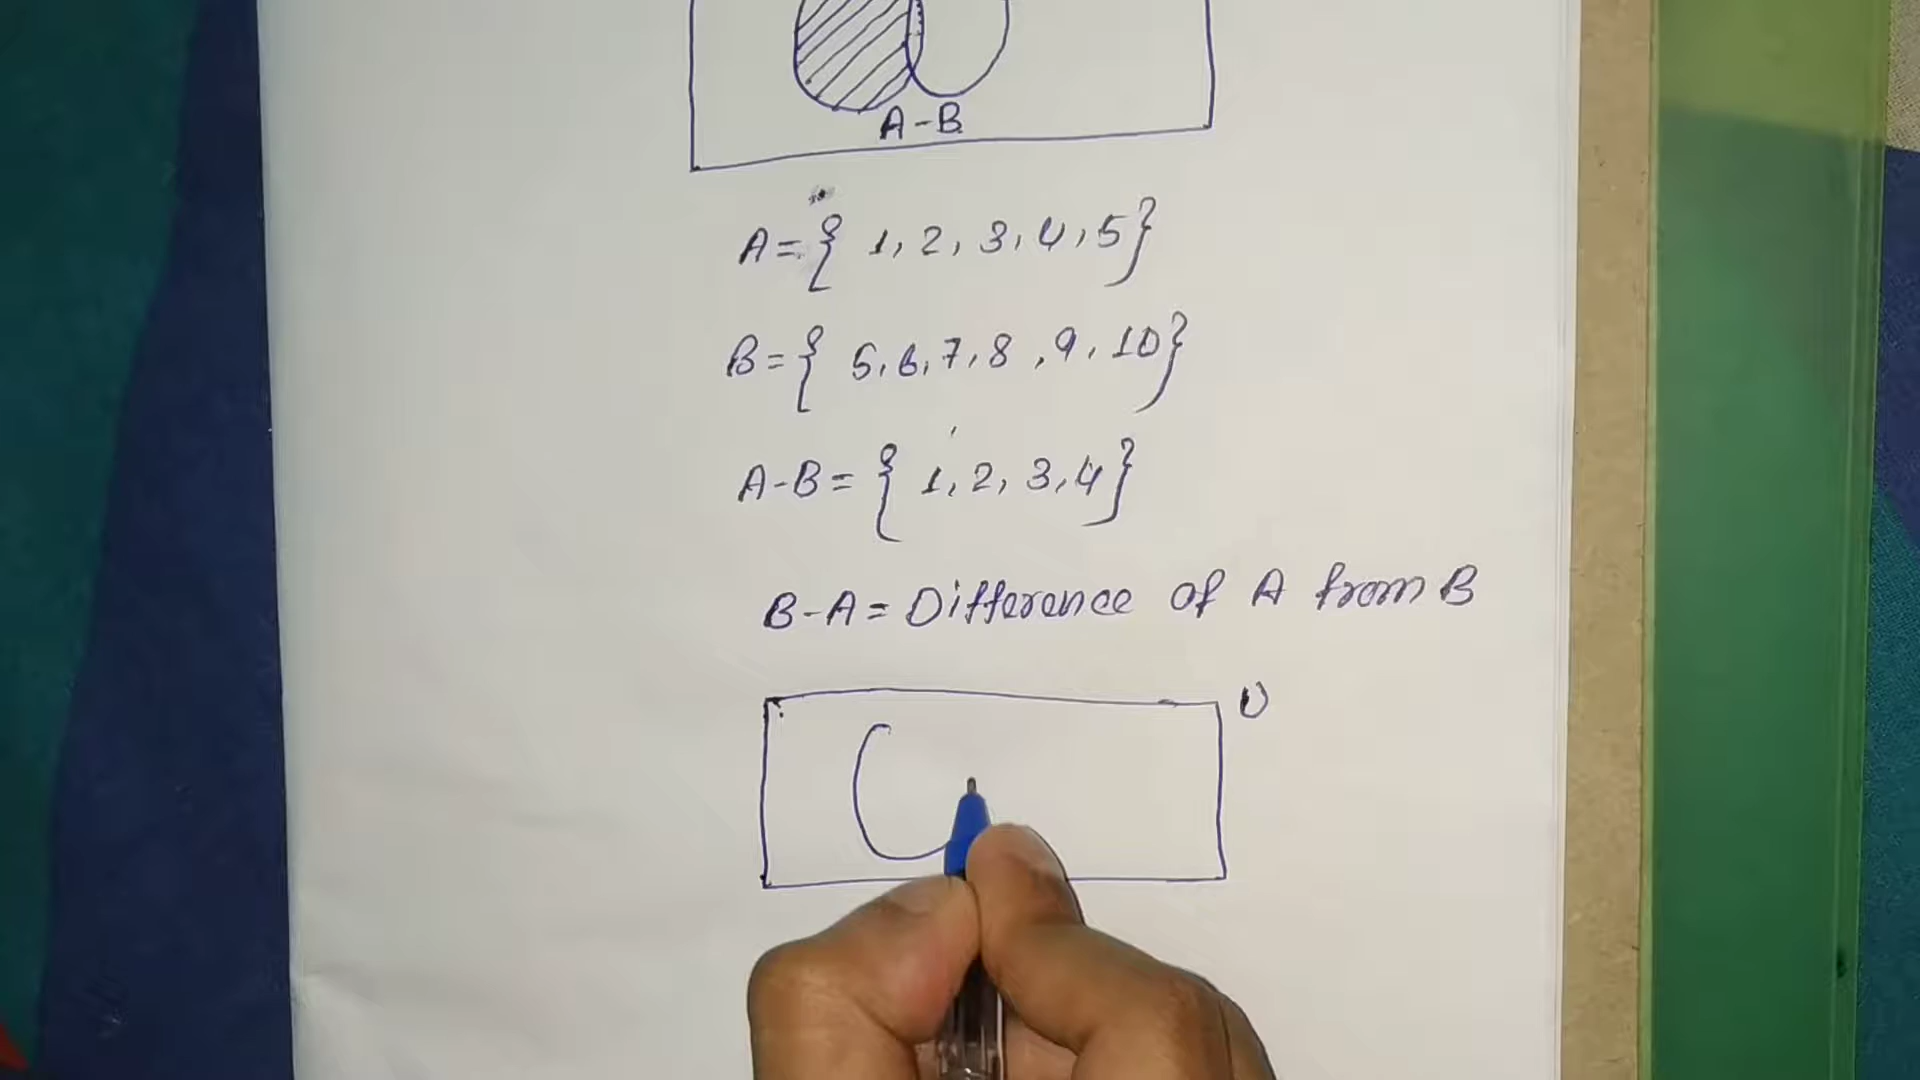 A-B
A={ 1, 2, 3, 4, 5}
B={ 5, 6, 7, 8, 9, 10}
A-B={ 1, 2, 3, 4}
B-A= Difference of A from B
U